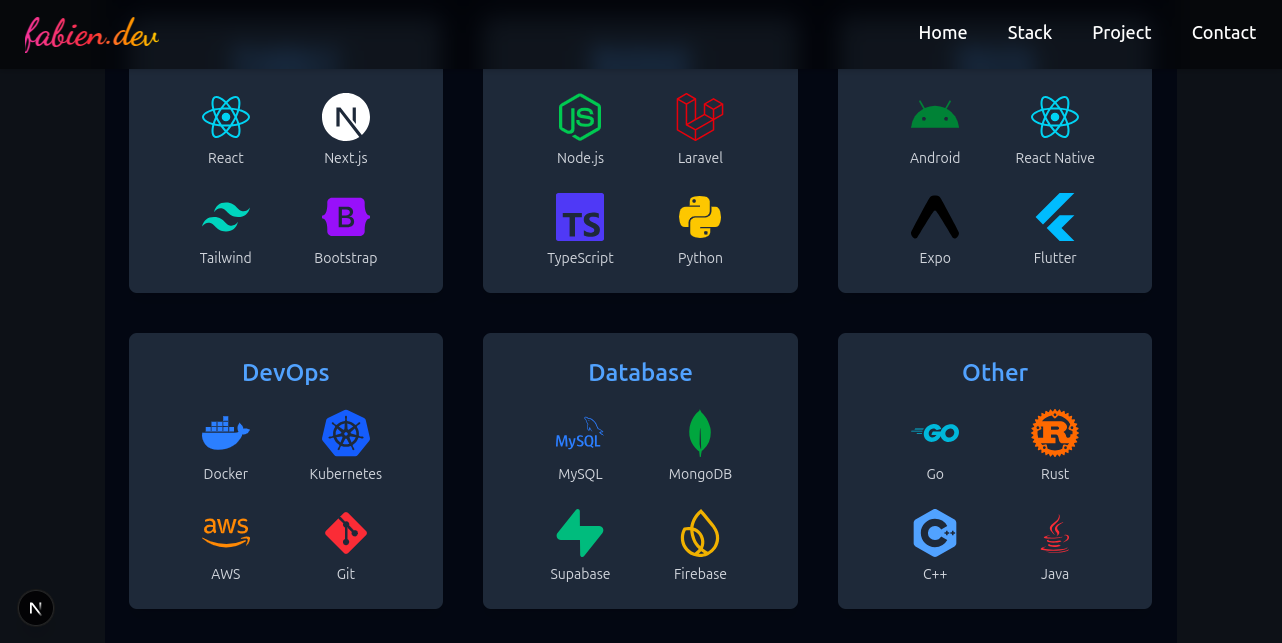 fabien.dev
Home Stack Project Contact
React Next.js
Node.js Laravel
Android React Native
TS
B
Tailwind Bootstrap
TypeScript Python
Expo Flutter
DevOps
Database
Other
MySQL
GO
R
Docker Kubernetes
MySQL MongoDB
Go Rust
aws
C++
AWS Git
Supabase Firebase
C++ Java
N